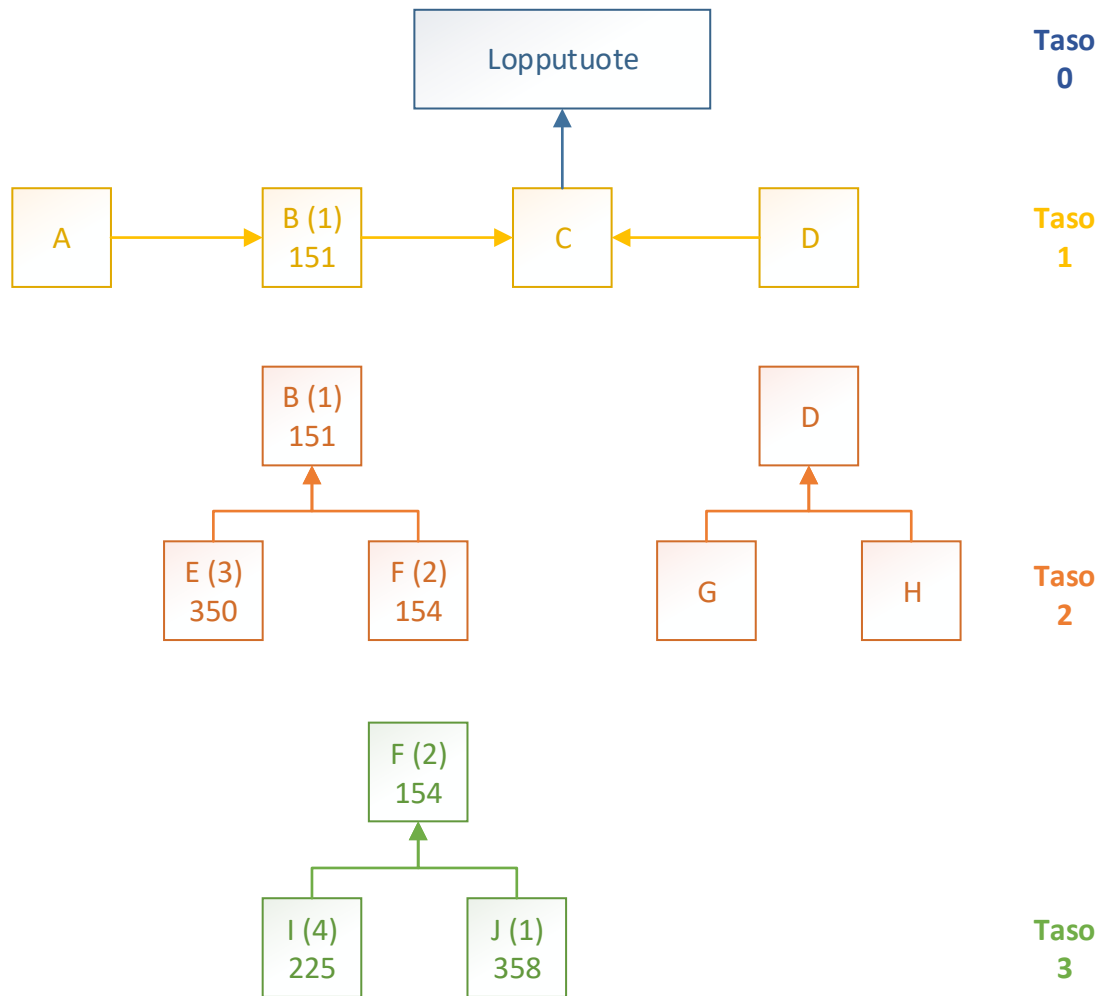 Lopputuote
Taso
0
A
B (1)
151
C
D
Taso
1
B (1)
151
D
E (3)
350
F (2)
154
G
H
Taso
2
F (2)
154
I (4)
225
J (1)
358
Taso
3